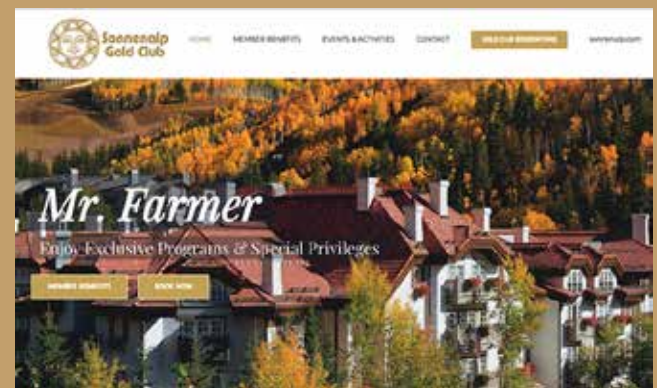 Sonnenalp
Gold Club
HOME
MEMBER BENEFITS
EVENTS & ACTIVITIES
CONTACT
GOLD CLUB RESERVATIONS
sonnenalp.com
Mr. Farmer
Enjoy Exclusive Programs & Special Privileges
MEMBER BENEFITS
BOOK NOW